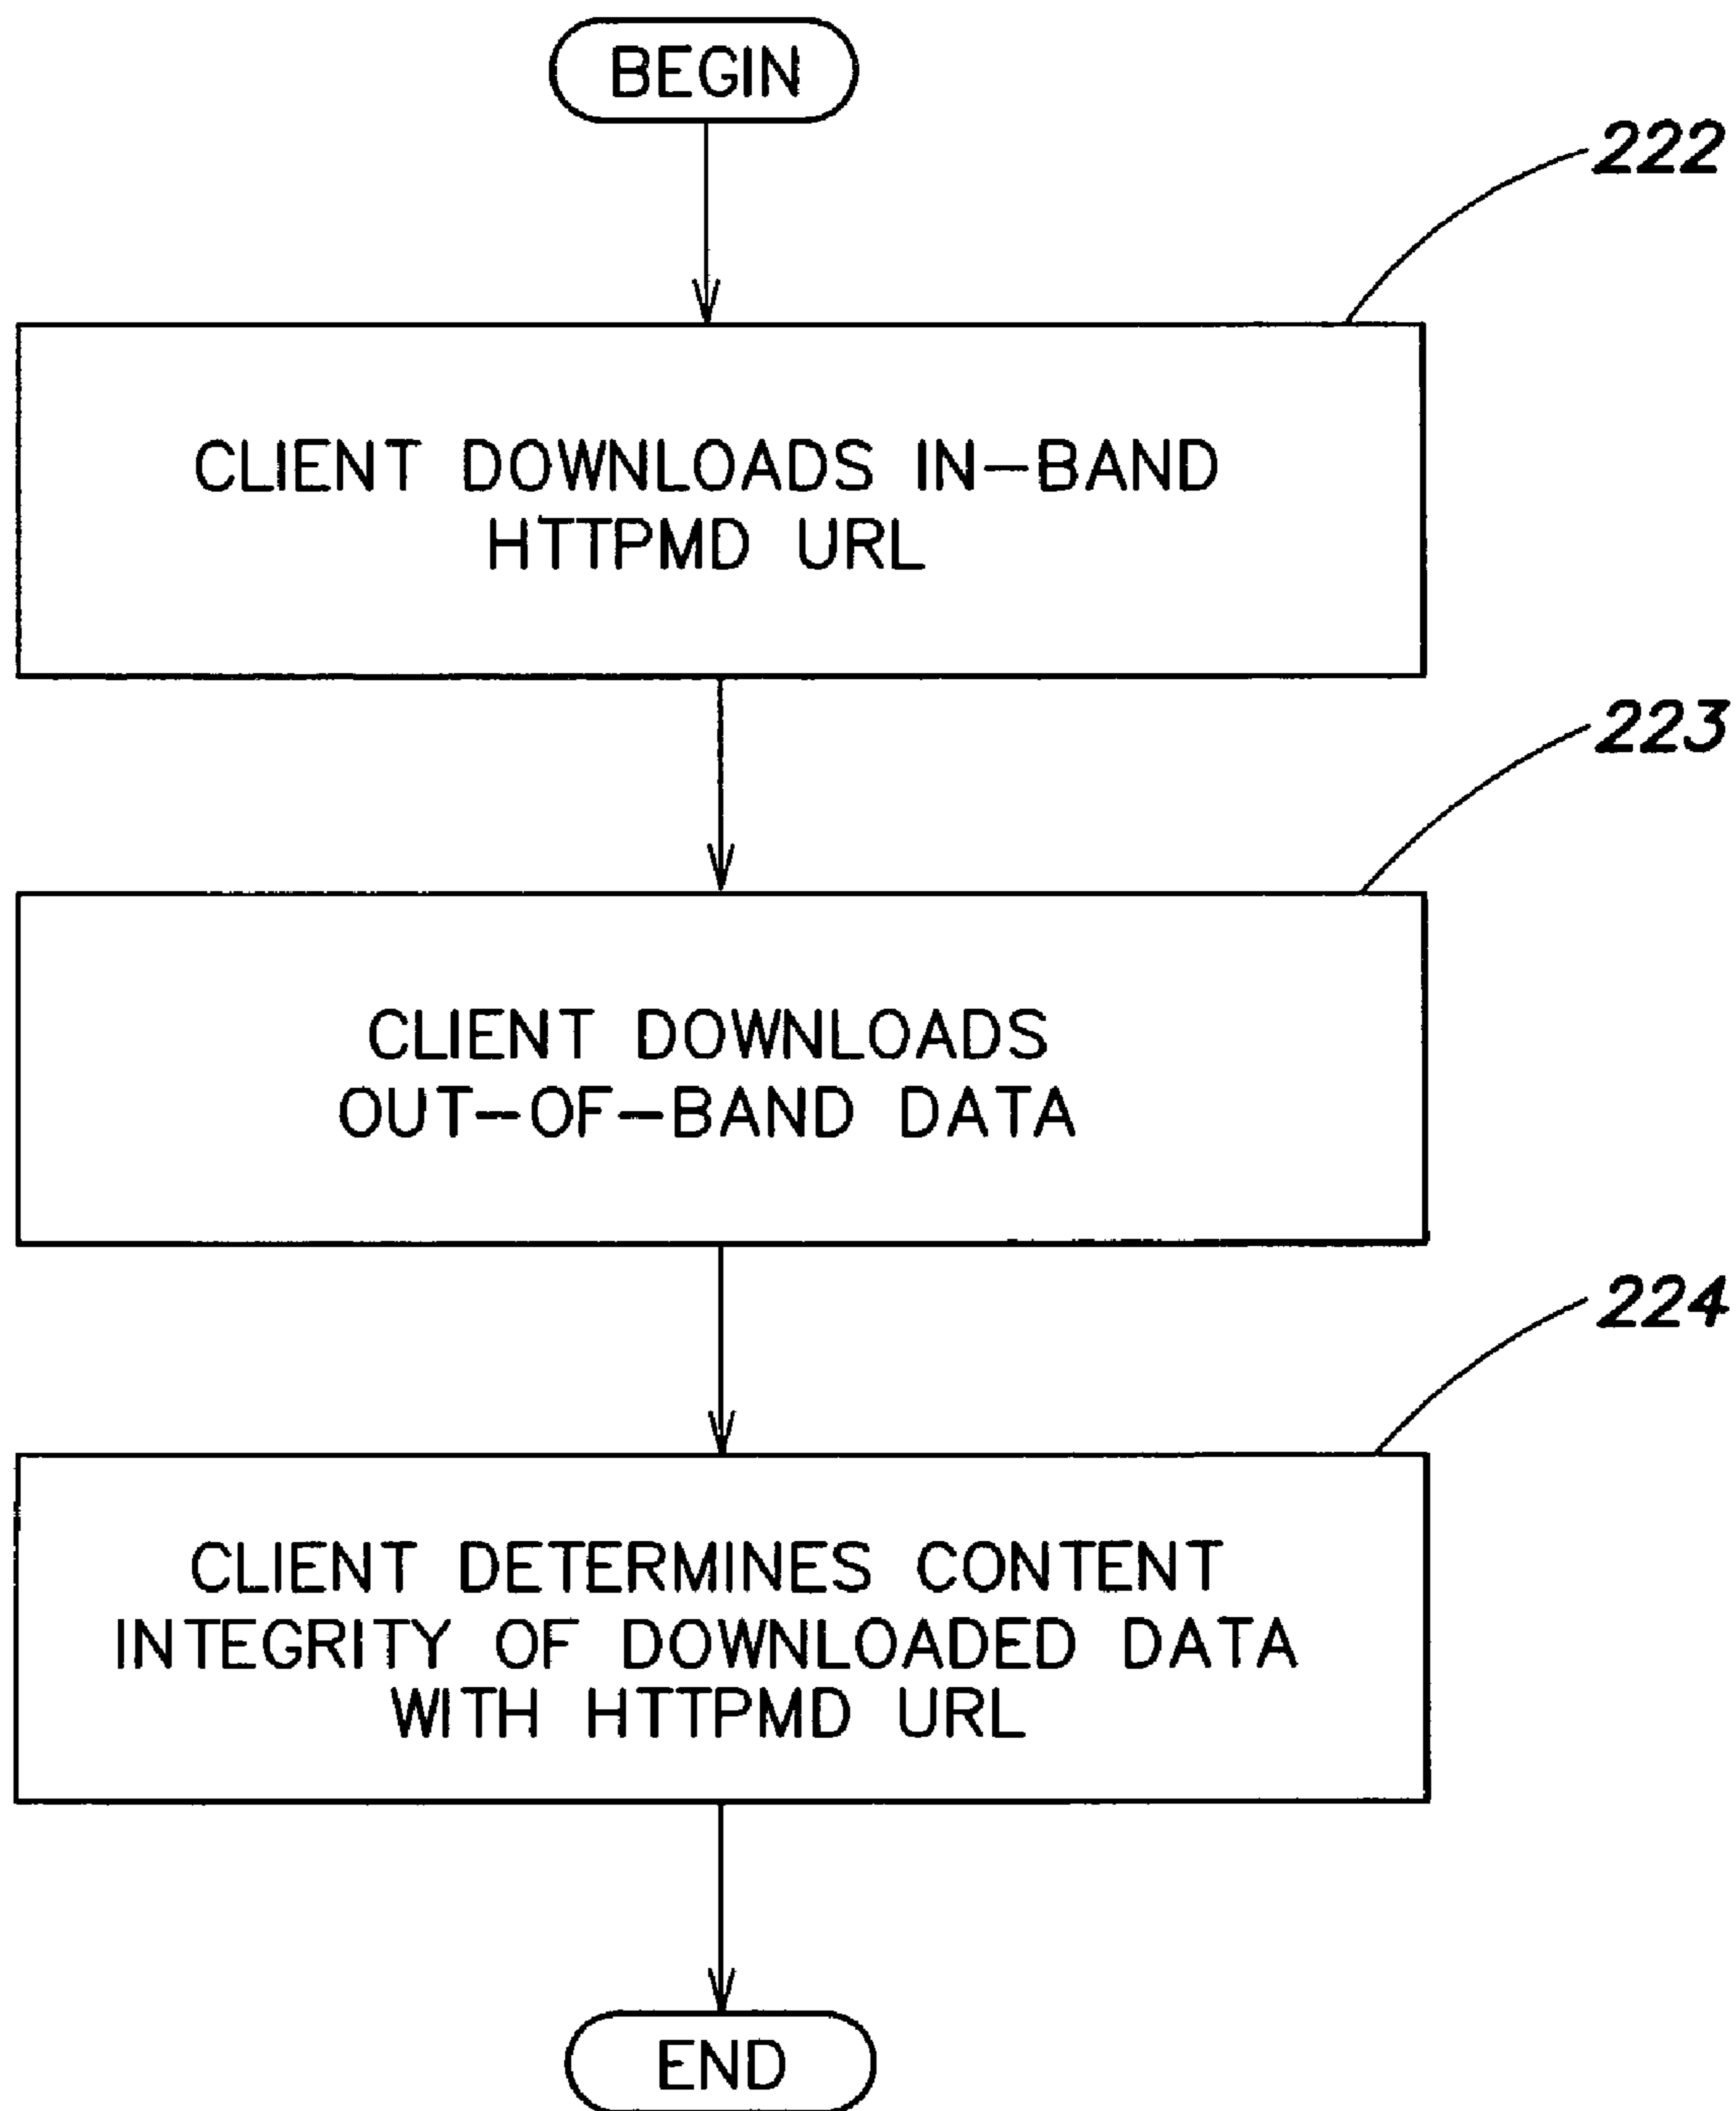 BEGIN
222
CLIENT DOWNLOADS IN-BAND
HTTPMD URL
223
CLIENT DOWNLOADS
OUT-OF-BAND DATA
224
CLIENT DETERMINES CONTENT
INTEGRITY OF DOWNLOADED DATA
WITH HTTPMD URL
END